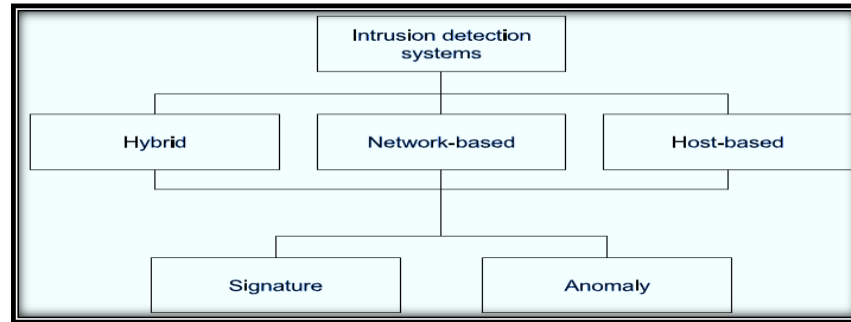 Intrusion detection
systems
Hybrid
Network-based
Host-based
Signature
Anomaly